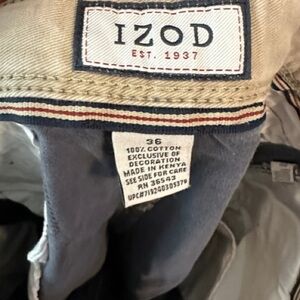 IZOD
EST. 1937
36
100% COTTON
EXCLUSIVE OF
DECORATION
MADE IN KENYA
SEE SIDE FOR CARE
RN 36543